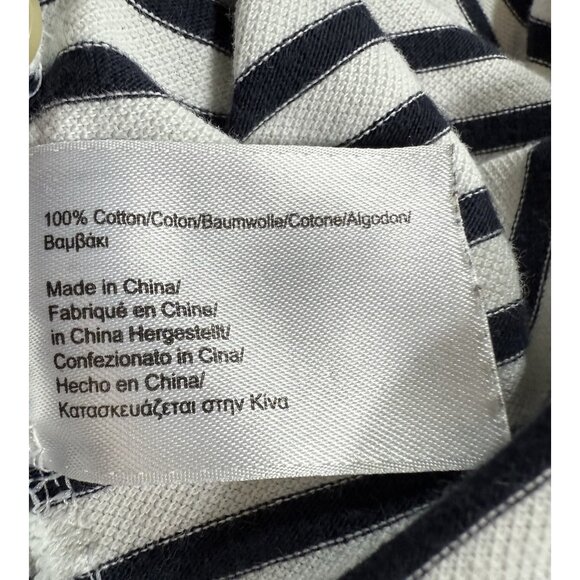 100% Cotton/Coton/Baumwolle/Cotone/Algodon/
Βαμβάκι
Made in China/
Fabriqué en Chine/
in China Hergestellt/
Confezionato in Cina/
Hecho en China/
Κατασκευάζεται στην Κίνα